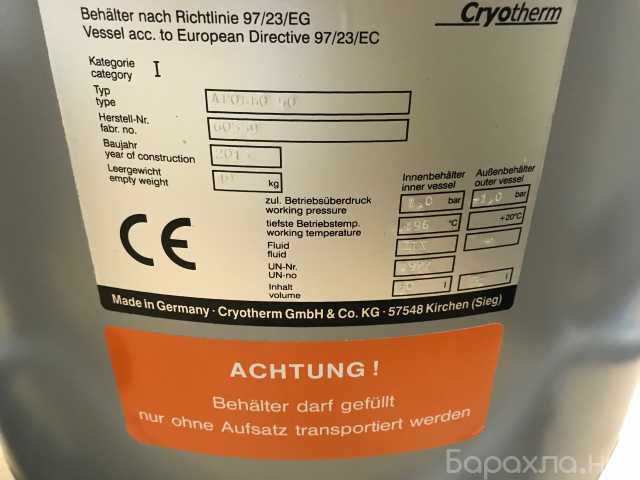 Behälter nach Richtlinie 97/23/EG
Vessel acc. to European Directive 97/23/EC
Cryotherm
Kategorie
category I
Typ
type
Herstell-Nr.
fabr. no.
Baujahr
year of construction
Leergewicht
empty weight kg
Innenbehälter
inner vessel
Außenbehälter
outer vessel
zul. Betriebsüberdruck
working pressure bar -1,0 bar
tiefste Betriebstemp.
working temperature °C +20°C
Fluid
fluid
UN-Nr.
UN-no
Inhalt
volume l l
CE
Made in Germany · Cryotherm GmbH & Co. KG · 57548 Kirchen (Sieg)
ACHTUNG !
Behälter darf gefüllt
nur ohne Aufsatz transportiert werden
Барахла.н